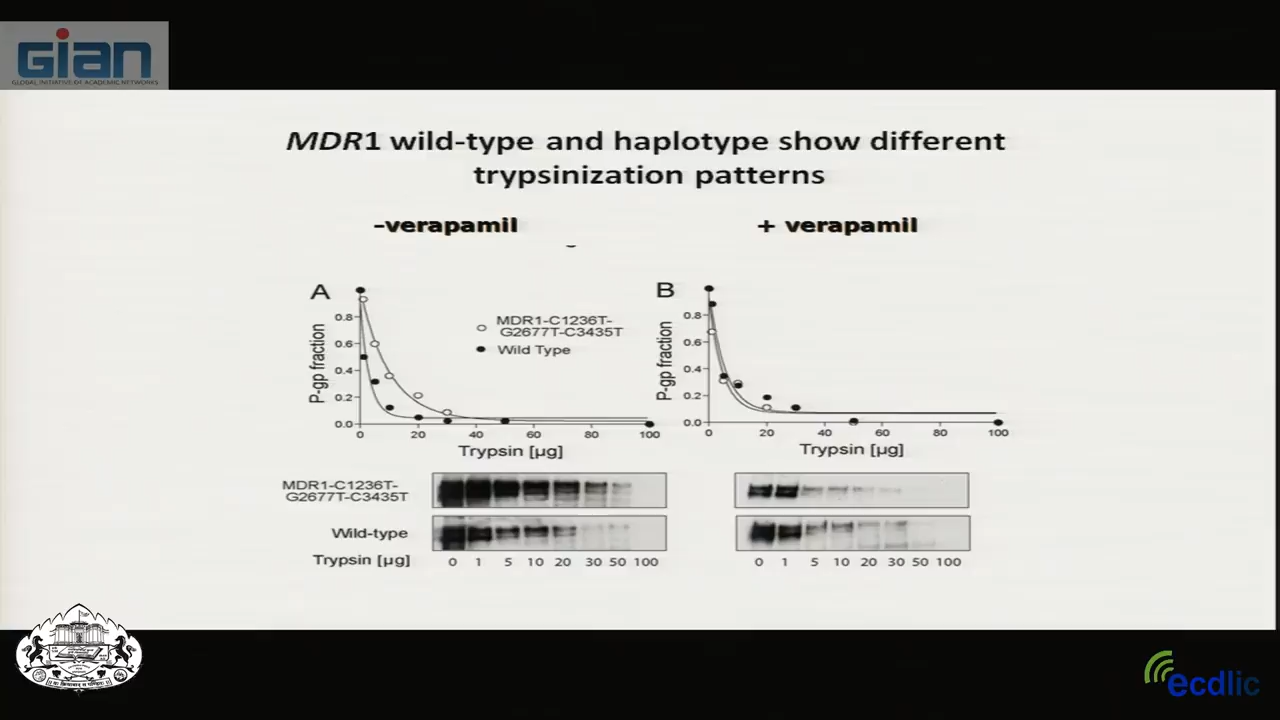 GIAN
GLOBAL INITIATIVE OF ACADEMIC NETWORKS
MDR1 wild-type and haplotype show different
trypsinization patterns
-verapamil
+ verapamil
A
P-gp fraction
0.8
0.6
0.4
0.2
0.0
0 20 40 60 80 100
Trypsin [µg]
MDR1-C1236T-
G2677T-C3435T
Wild Type
B
P-gp fraction
0.8
0.6
0.4
0.2
0.0
0 20 40 60 80 100
Trypsin [µg]
MDR1-C1236T-
G2677T-C3435T
Wild-type
Trypsin [µg] 0 1 5 10 20 30 50 100
0 1 5 10 20 30 50 100
ecdlic